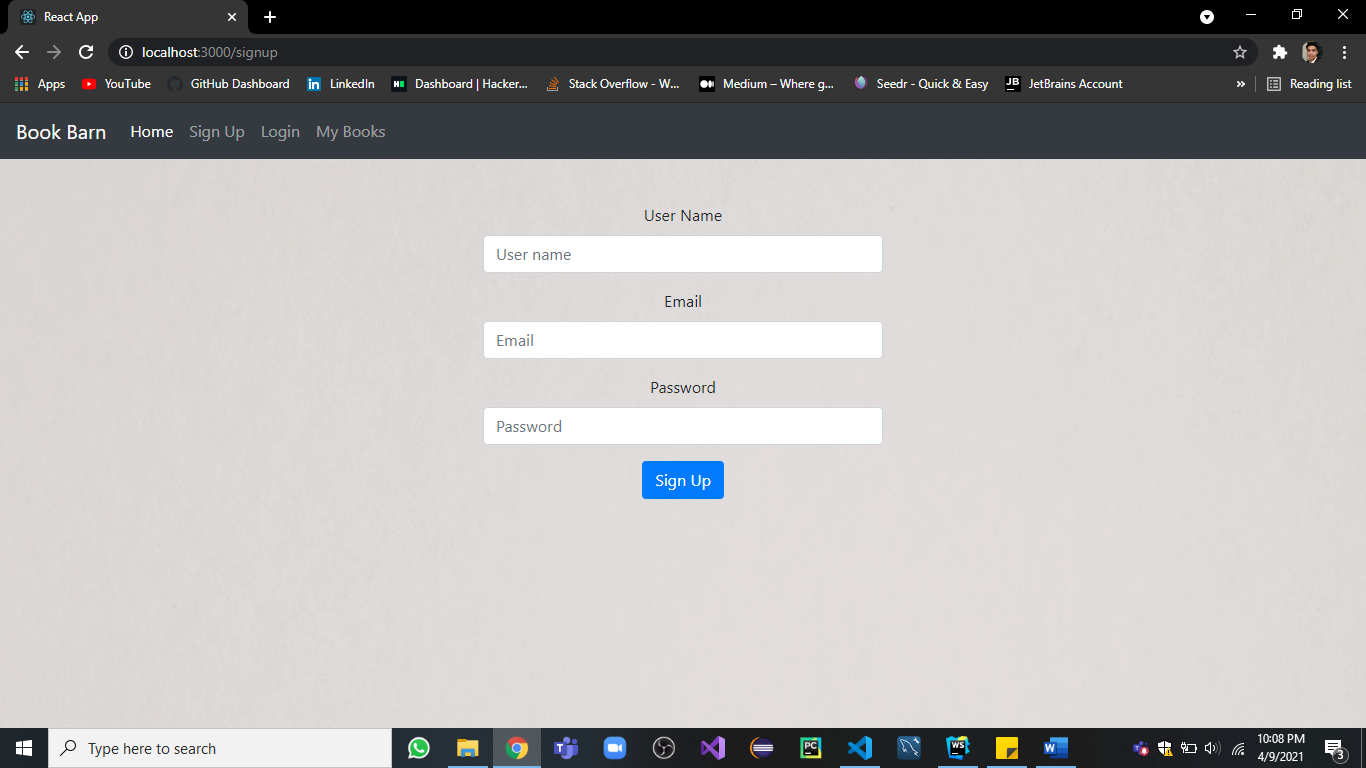 React App
localhost:3000/signup
Apps YouTube GitHub Dashboard LinkedIn Dashboard | Hacker... Stack Overflow - W... Medium – Where g... Seedr - Quick & Easy JetBrains Account » Reading list
Book Barn Home Sign Up Login My Books
User Name
User name
Email
Email
Password
Password
Sign Up
Type here to search
10:08 PM
4/9/2021
3